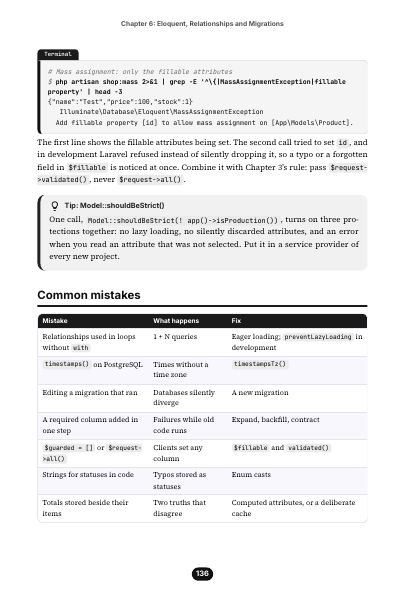 Chapter 6: Eloquent, Relationships and Migrations
Terminal
# Mass assignment: only the fillable attributes
$ php artisan shop:mass 2>&1 | grep -E '^\{|MassAssignmentException|fillable
property' | head -3
{"name":"Test","price":100,"stock":1}
Illuminate\Database\Eloquent\MassAssignmentException
Add fillable property [id] to allow mass assignment on [App\Models\Product].
The first line shows the fillable attributes being set. The second call tried to set id, and
in development Laravel refused instead of silently dropping it, so a typo or a forgotten
field in $fillable is noticed at once. Combine it with Chapter 3's rule: pass $request-
>validated(), never $request->all().
Tip: Model::shouldBeStrict()
One call, Model::shouldBeStrict(! app()->isProduction()), turns on three pro-
tections together: no lazy loading, no silently discarded attributes, and an error
when you read an attribute that was not selected. Put it in a service provider of
every new project.
Common mistakes
Mistake What happens Fix
Relationships used in loops 1 + N queries Eager loading; preventLazyLoading in
without with development
timestamps() on PostgreSQL Times without a timestampsTz()
time zone
Editing a migration that ran Databases silently A new migration
diverge
A required column added in Failures while old Expand, backfill, contract
one step code runs
$guarded = [] or $request- Clients set any $fillable and validated()
>all() column
Strings for statuses in code Typos stored as Enum casts
statuses
Totals stored beside their Two truths that Computed attributes, or a deliberate
items disagree cache
136